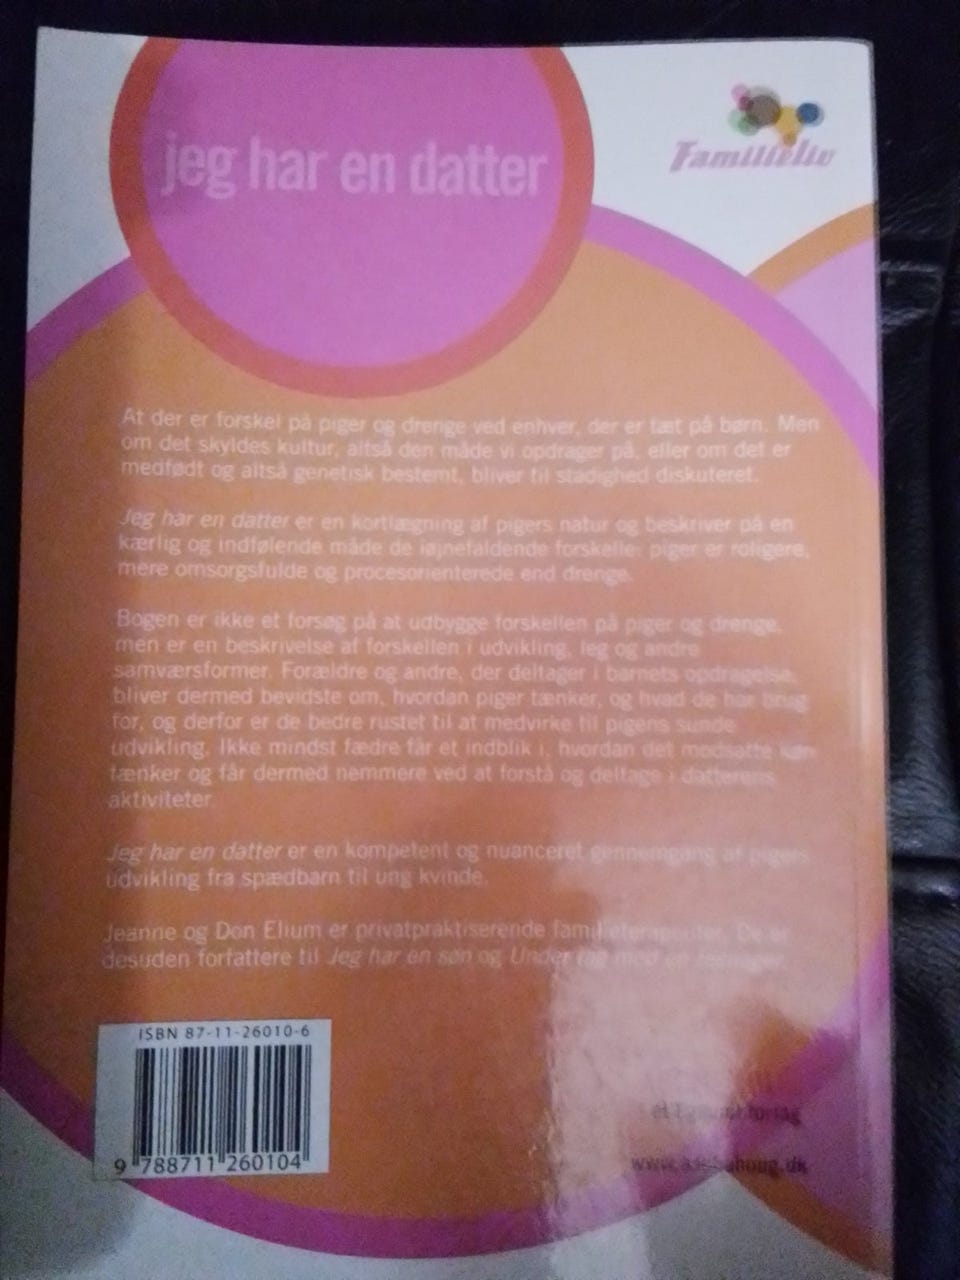 jeg har en datter
Familieliv
At der er forskel på piger og drenge ved enhver, der er tæt på børn. Men
om det skyldes kultur, altså den måde vi opdrager på, eller om det er
medfødt og altså genetisk bestemt, bliver til stadighed diskuteret.
Jeg har en datter er en kortlægning af pigers natur og beskriver på en
kærlig og indfølende måde de iøjnefaldende forskelle: piger er roligere,
mere omsorgsfulde og procesorienterede end drenge.
Bogen er ikke et forsøg på at udbygge forskellen på piger og drenge,
men er en beskrivelse af forskellen i udvikling, leg og andre
samværsformer. Forældre og andre, der deltager i barnets opdragelse,
bliver dermed bevidste om, hvordan piger tænker, og hvad de har brug
for, og derfor er de bedre rustet til at medvirke til pigens sunde
udvikling. Ikke mindst fædre får et indblik i, hvordan det modsatte køn
tænker og får dermed nemmere ved at forstå og deltage i datterens
aktiviteter.
Jeg har en datter er en kompetent og nuanceret gennemgang af pigers
udvikling fra spædbarn til ung kvinde.
Jeanne og Don Elium er privatpraktiserende familieterapeuter. De er
desuden forfattere til Jeg har en søn og Under tag med en teenager.
ISBN 87-11-26010-6
9 788711 260104
et Egmont forlag